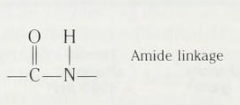 O H
Amide linkage
—C—N—